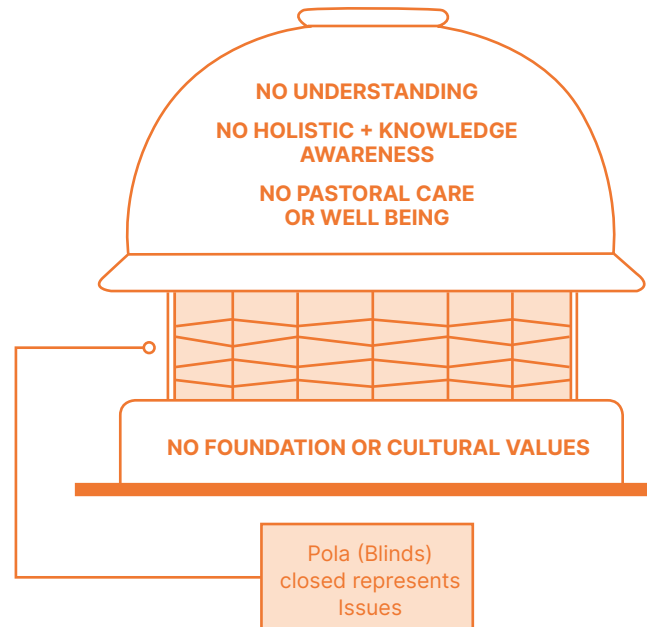 NO UNDERSTANDING
NO HOLISTIC + KNOWLEDGE
AWARENESS
NO PASTORAL CARE
OR WELL BEING
NO FOUNDATION OR CULTURAL VALUES
Pola (Blinds)
closed represents
Issues